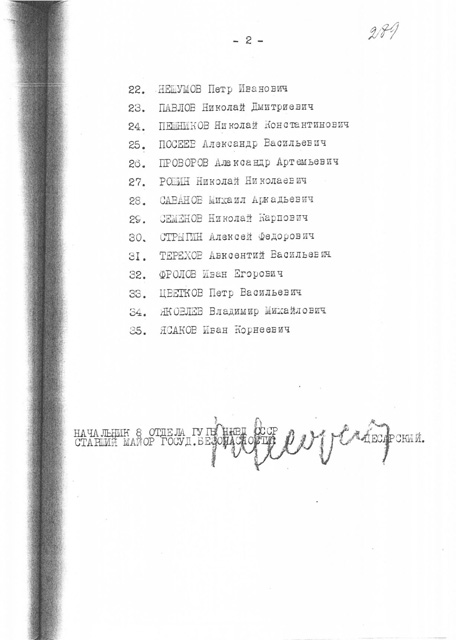 289
- 2 -
22. НЕШУМОВ Петр Иванович
23. ПАВЛОВ Николай Дмитриевич
24. ПЕШНИКОВ Николай Константинович
25. ПОСЕЕВ Александр Васильевич
26. ПРОВОРОВ Александр Артемьевич
27. РОШИН Николай Николаевич
28. САВАНОВ Михаил Аркадьевич
29. СЕМЕНОВ Николай Карпович
30. СТРЫГИН Алексей Федорович
31. ТЕРЕХОВ Авксентий Васильевич
32. ФРОЛОВ Иван Егорович
33. ЦВЕТКОВ Петр Васильевич
34. ЯКОВЛЕВ Владимир Михайлович
35. ЯСАКОВ Иван Корнеевич
НАЧАЛЬНИК 8 ОТДЕЛА ГУГБ НКВД СССР
СТАРШИЙ МАЙОР ГОСУД.БЕЗОПАСНОСТИ: ЦЕСАРСКИЙ.